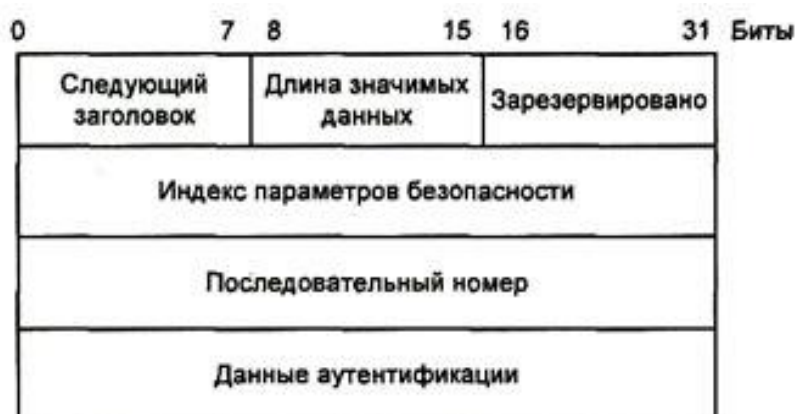 0 7 8 15 16 31 Биты
Следующий
заголовок
Длина значимых
данных
Зарезервировано
Индекс параметров безопасности
Последовательный номер
Данные аутентификации